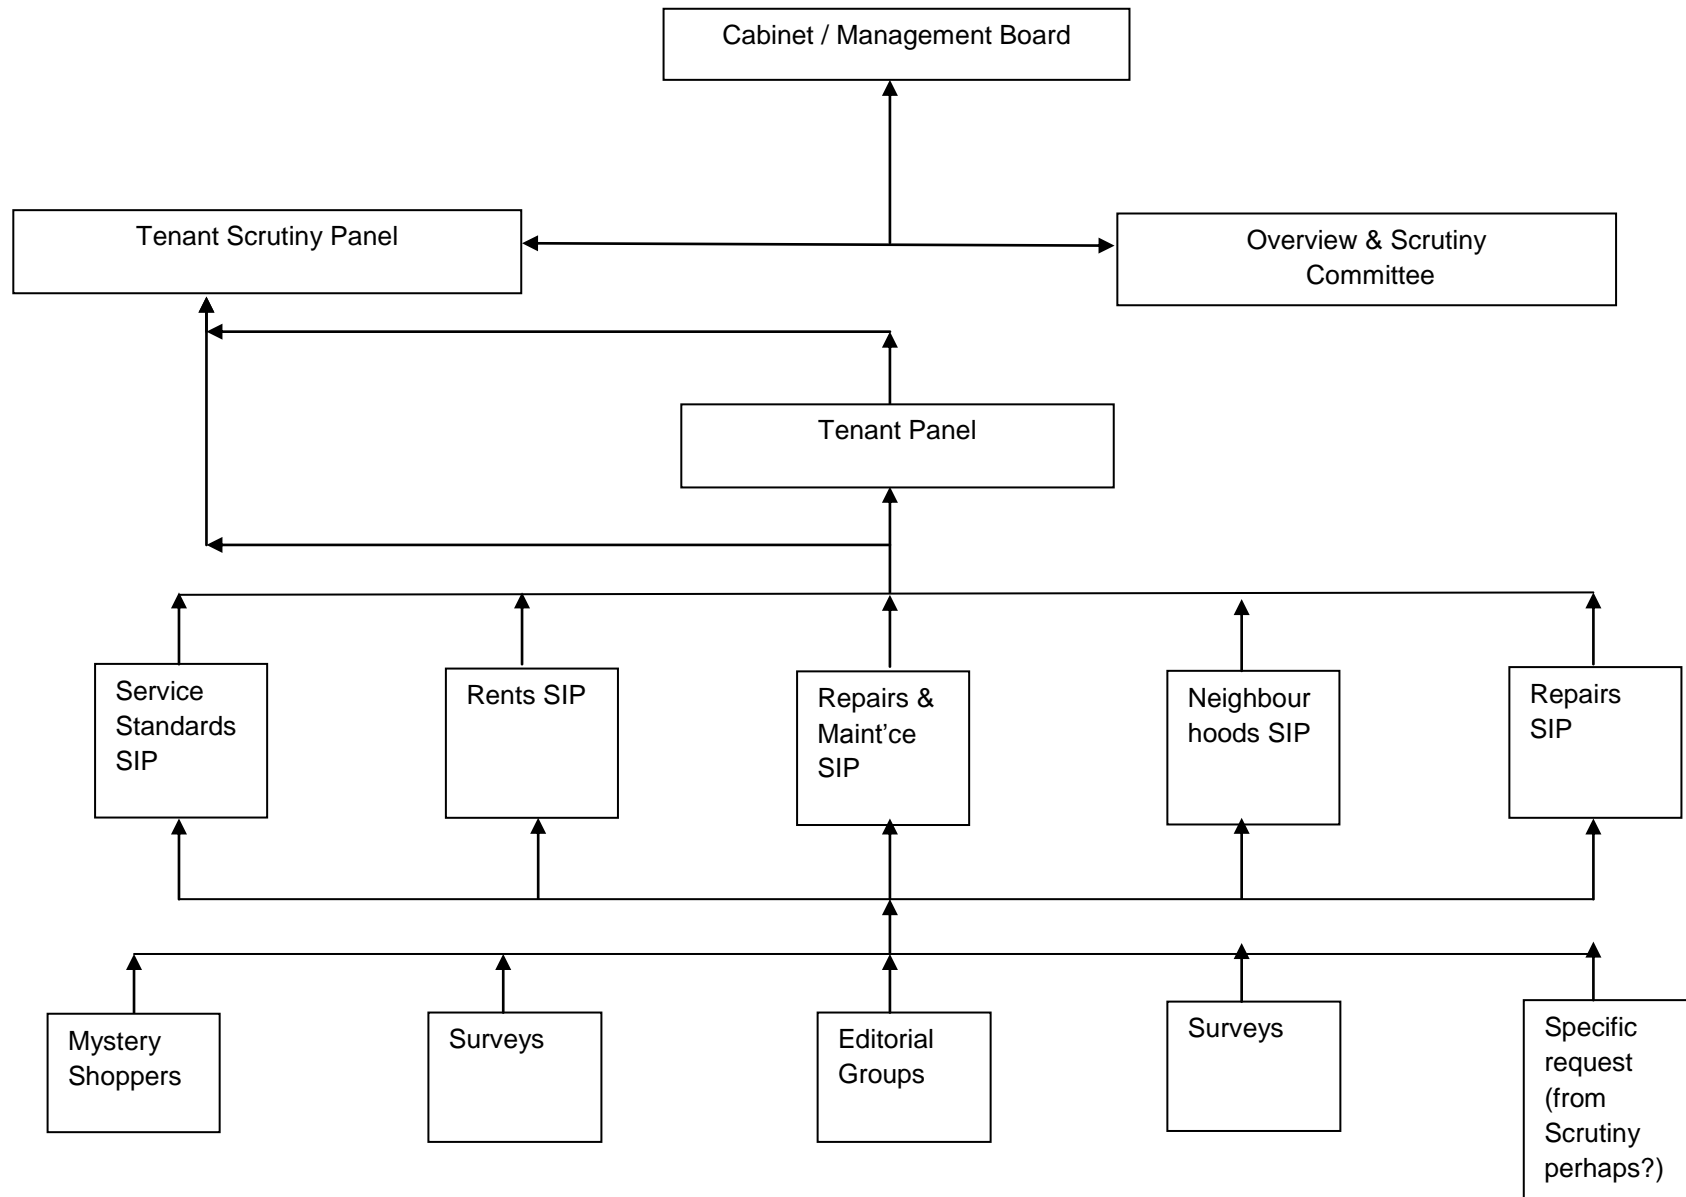 Cabinet / Management Board
Tenant Scrutiny Panel
Overview & Scrutiny
Committee
Tenant Panel
Service
Standards
SIP
Rents SIP
Repairs &
Maint’ce
SIP
Neighbour
hoods SIP
Repairs
SIP
Mystery
Shoppers
Surveys
Editorial
Groups
Surveys
Specific
request
(from
Scrutiny
perhaps?)